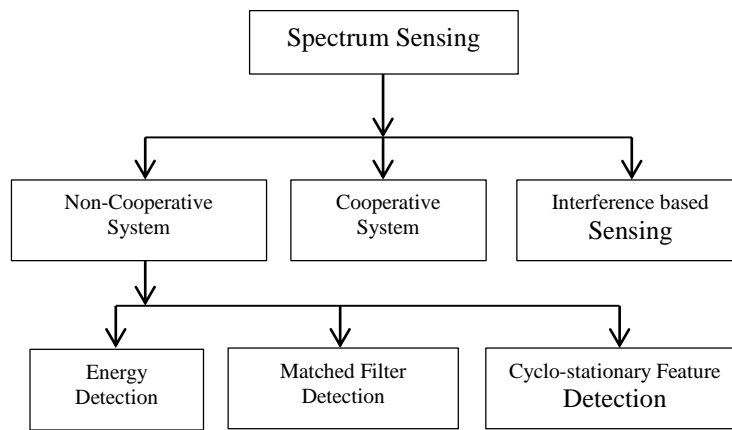 Spectrum Sensing
Non-Cooperative
System
Cooperative
System
Interference based
Sensing
Energy
Detection
Matched Filter
Detection
Cyclo-stationary Feature
Detection